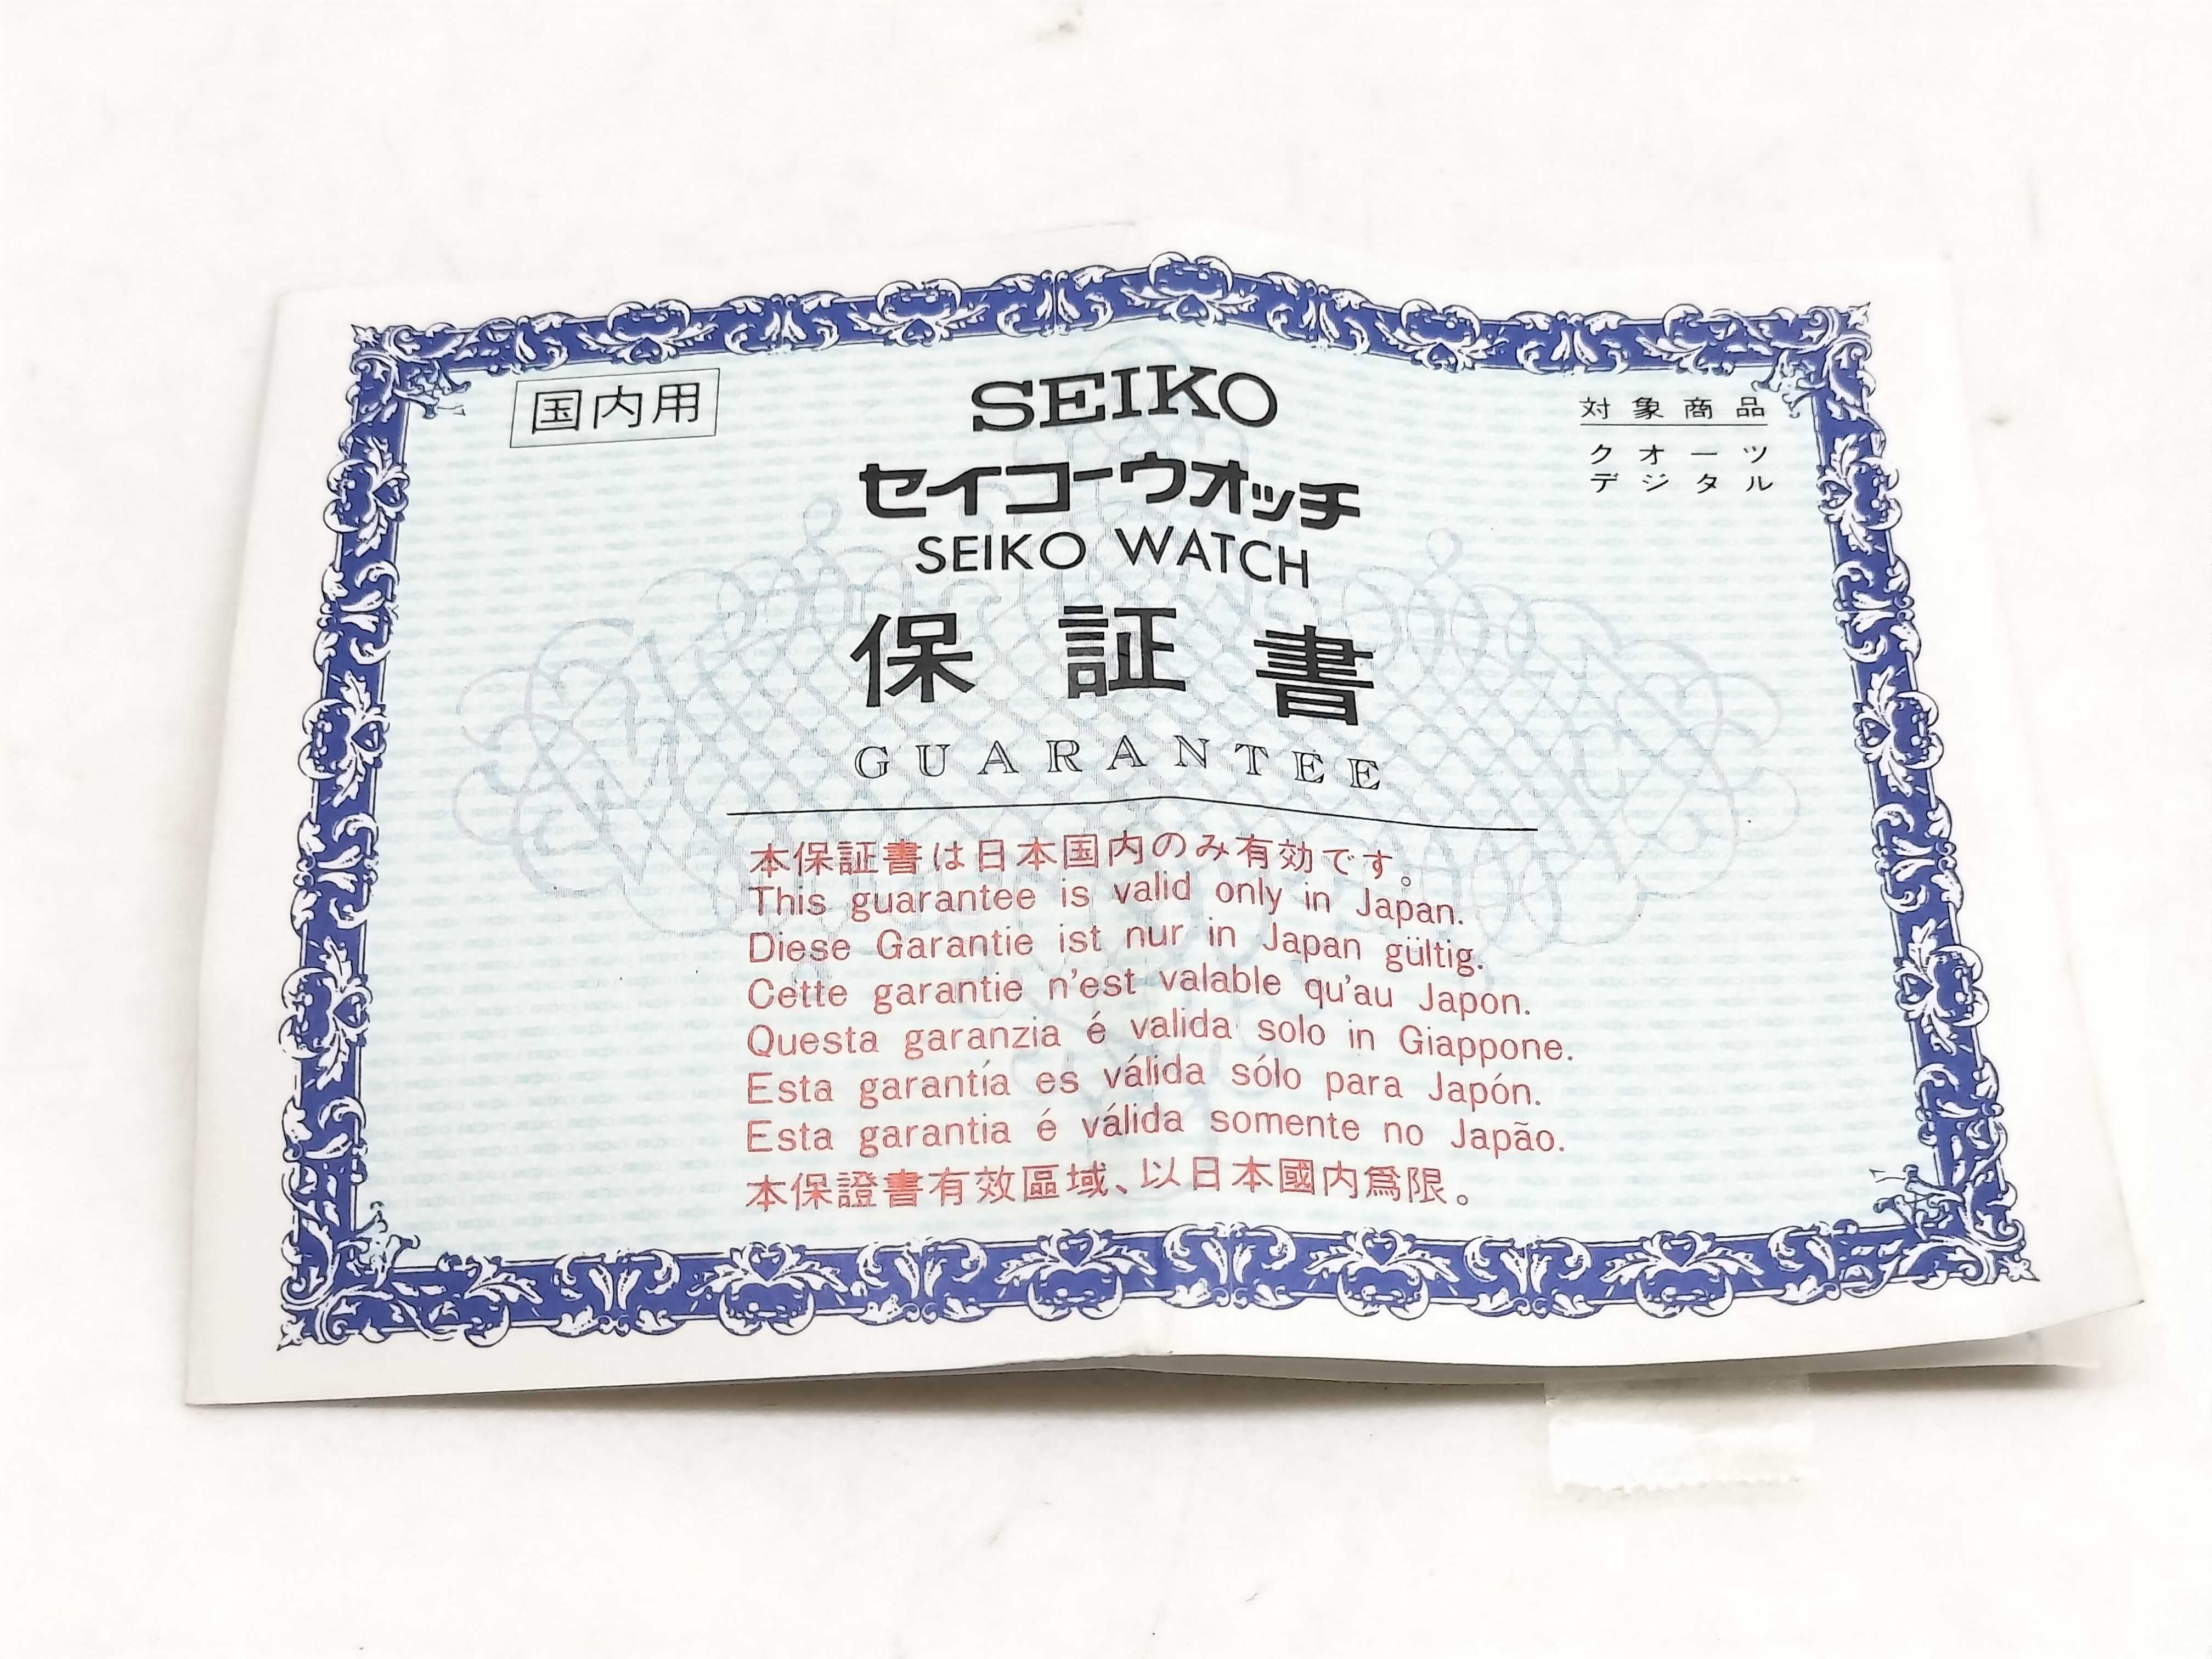 国内用
SEIKO
対象商品
クオーツ
デジタル
セイコーウオッチ
SEIKO WATCH
保証書
GUARANTEE
本保証書は日本国内のみ有効です。
This guarantee is valid only in Japan.
Diese Garantie ist nur in Japan gültig.
Cette garantie n'est valable qu'au Japon.
Questa garanzia é valida solo in Giappone.
Esta garantía es válida sólo para Japón.
Esta garantia é válida somente no Japão.
本保證書有效區域、以日本國內爲限。